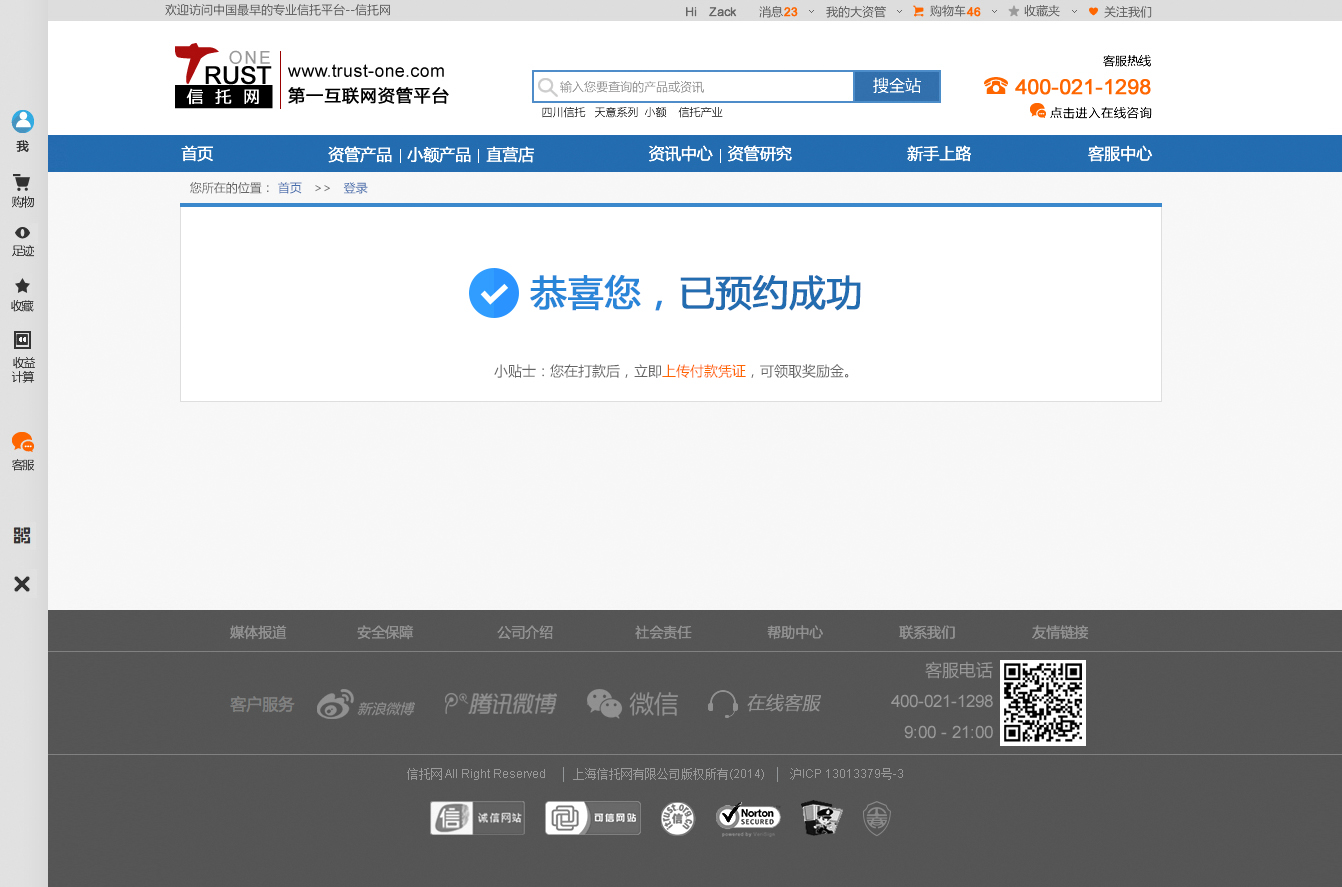 欢迎访问中国最早的专业信托平台--信托网
Hi Zack 消息23 我的大资管 购物车46 收藏夹 关注我们
ONE
TRUST
信托网
www.trust-one.com
第一互联网资管平台
输入您要查询的产品或资讯 搜全站
四川信托 天意系列 小额 信托产业
客服热线
400-021-1298
点击进入在线咨询
我
购物
足迹
收藏
收益
计算
客服
首页 资管产品 | 小额产品 | 直营店 资讯中心 | 资管研究 新手上路 客服中心
您所在的位置： 首页 >> 登录
恭喜您，已预约成功
小贴士：您在打款后，立即上传付款凭证，可领取奖励金。
媒体报道 安全保障 公司介绍 社会责任 帮助中心 联系我们 友情链接
客户服务 新浪微博 腾讯微博 微信 在线客服
客服电话
400-021-1298
9:00 - 21:00
信托网 All Right Reserved | 上海信托网有限公司版权所有(2014) | 沪ICP 13013379号-3
信 诚信网站 可信网站 信 Norton
SECURED